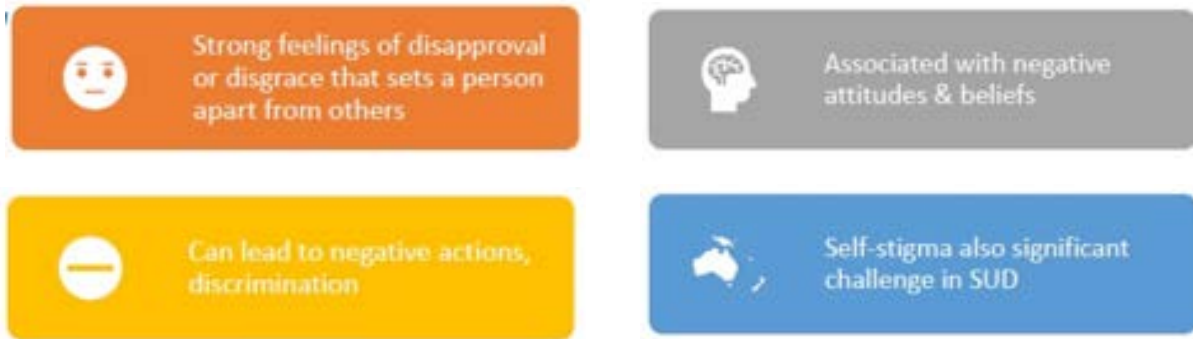 Strong feelings of disapproval
or disgrace that sets a person
apart from others
Associated with negative
attitudes & beliefs
Can lead to negative actions,
discrimination
Self-stigma also significant
challenge in SUD